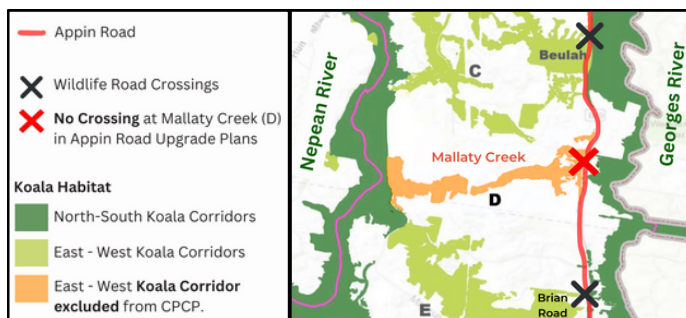 Appin Road
Wildlife Road Crossings
No Crossing at Mallaty Creek (D)
in Appin Road Upgrade Plans
Koala Habitat
North-South Koala Corridors
East - West Koala Corridors
East - West Koala Corridor
excluded from CPCP.
Nepean River
C
Beulah
Georges River
Mallaty Creek
D
E
Brian
Road